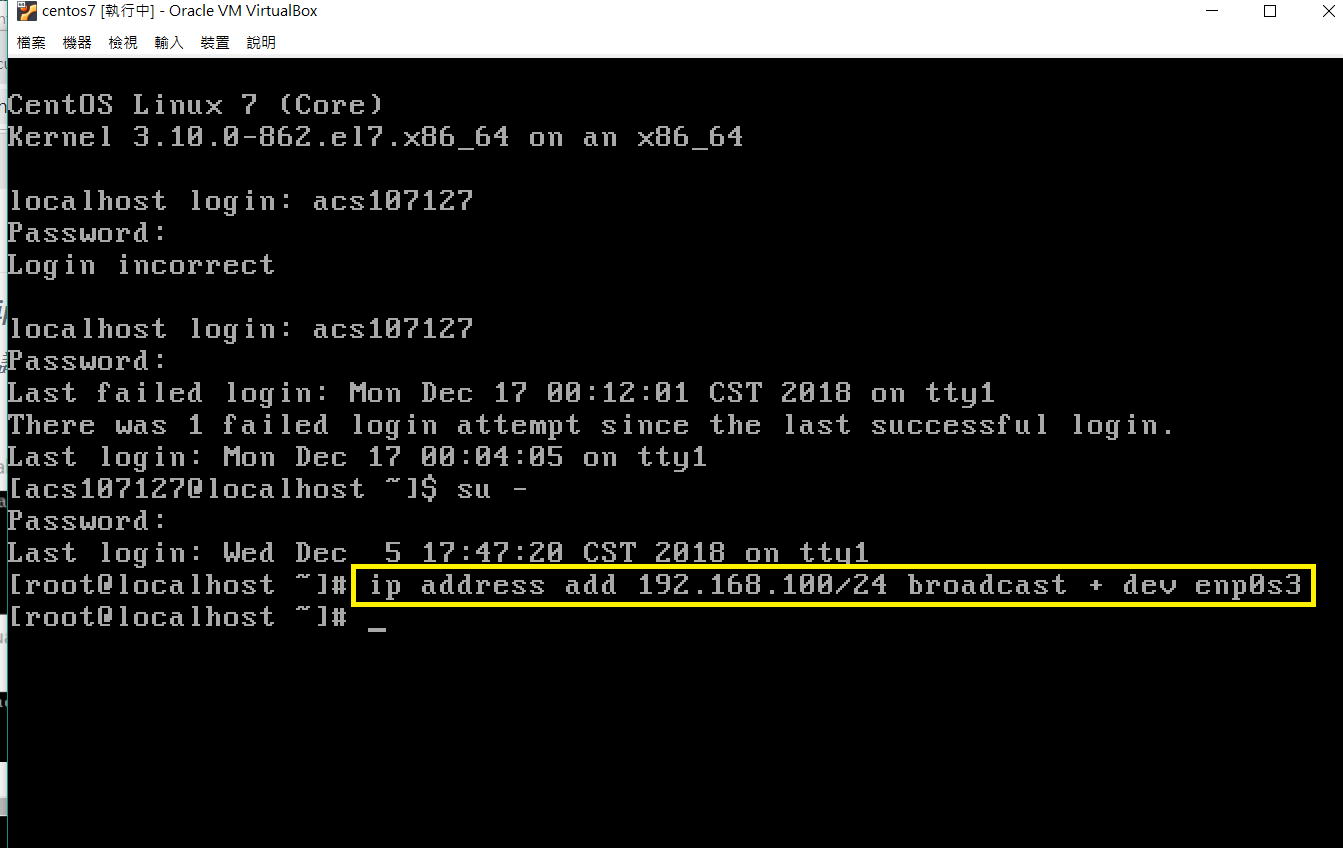 centos7 [執行中] - Oracle VM VirtualBox
檔案 機器 檢視 輸入 裝置 說明
CentOS Linux 7 (Core)
Kernel 3.10.0-862.el7.x86_64 on an x86_64
localhost login: acs107127
Password:
Login incorrect
localhost login: acs107127
Password:
Last failed login: Mon Dec 17 00:12:01 CST 2018 on tty1
There was 1 failed login attempt since the last successful login.
Last login: Mon Dec 17 00:04:05 on tty1
[acs107127@localhost ~]$ su -
Password:
Last login: Wed Dec  5 17:47:20 CST 2018 on tty1
[root@localhost ~]# ip address add 192.168.100/24 broadcast + dev enp0s3
[root@localhost ~]# _